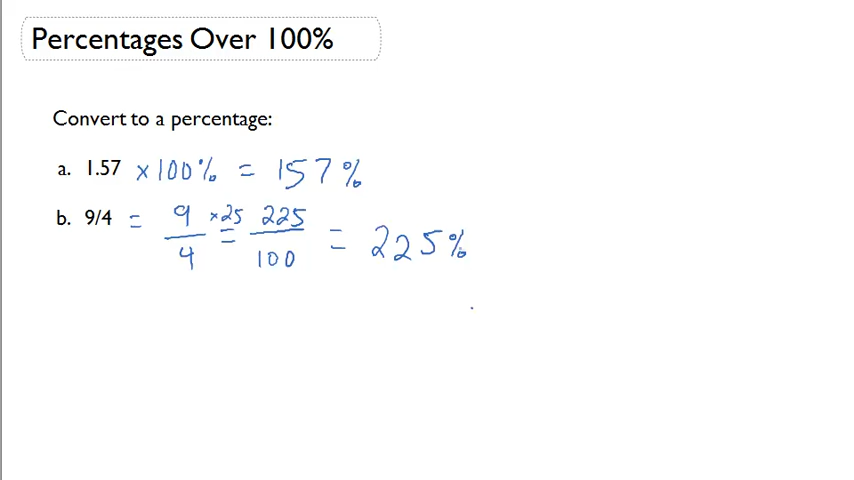 Percentages Over 100%
Convert to a percentage:
a. 1.57 × 100% = 157%
b. 9/4 = 9/4 ×25 = 225/100 = 225%